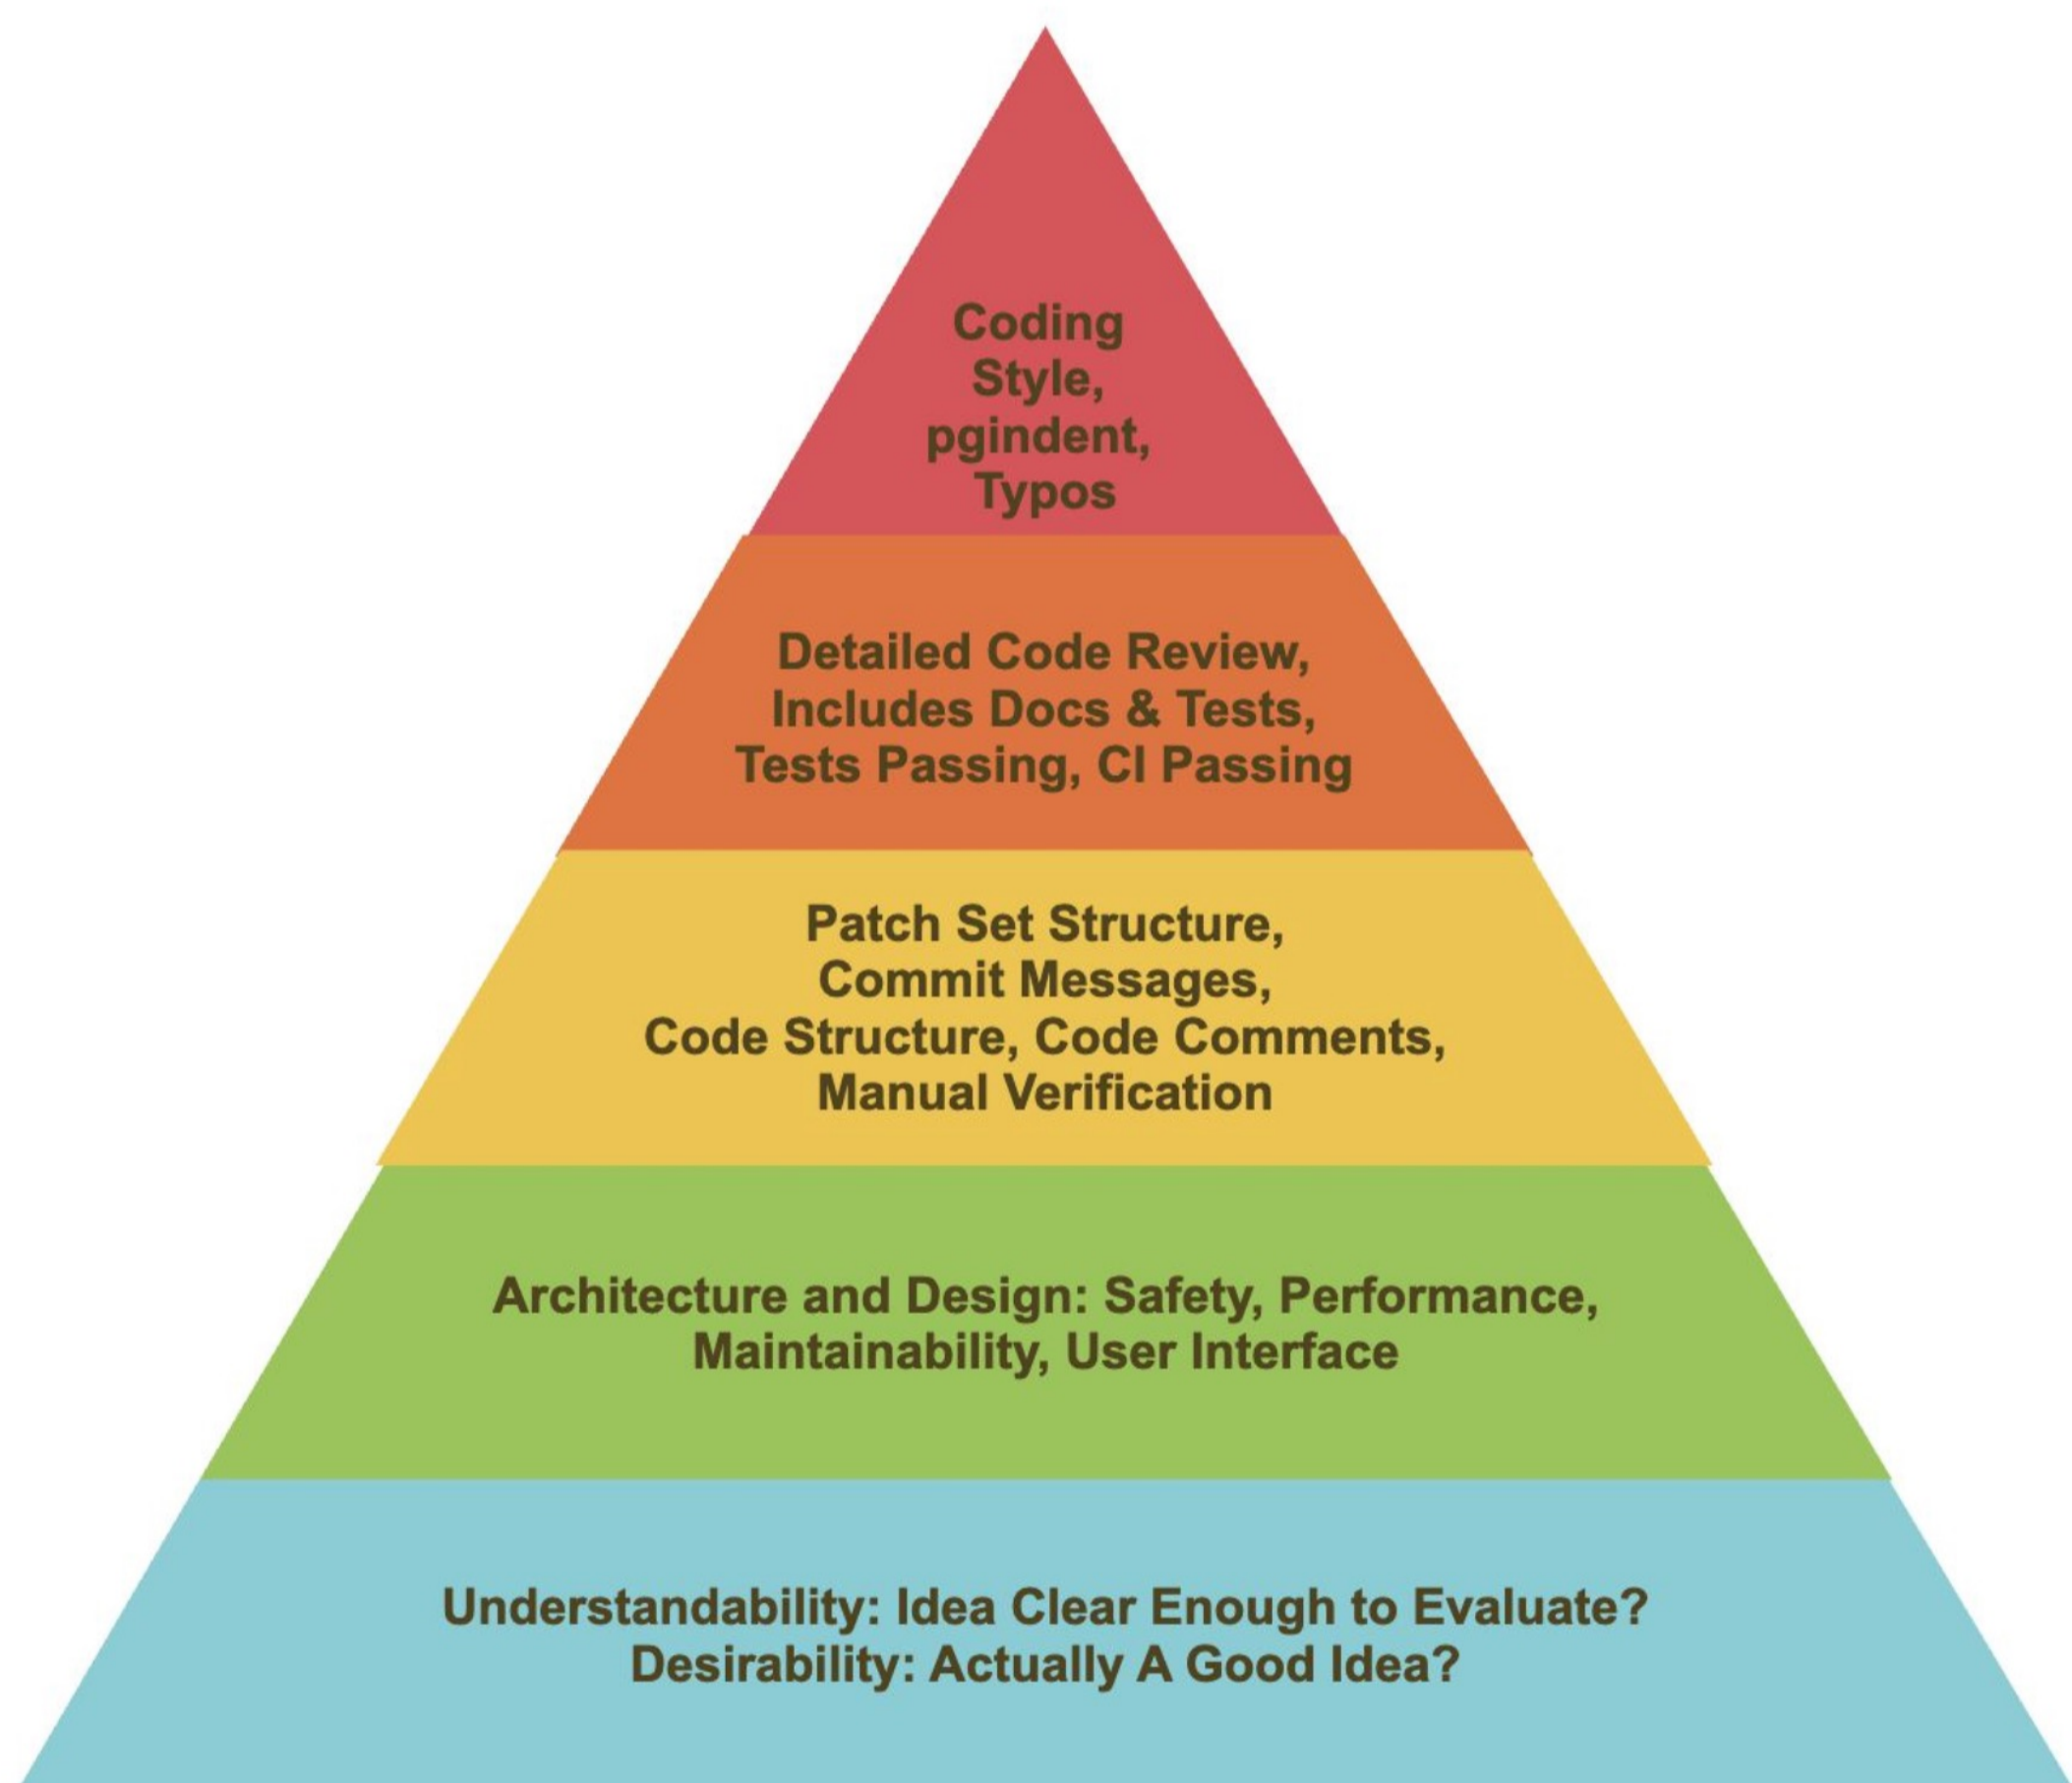 Coding
Style,
pgindent,
Typos
Detailed Code Review,
Includes Docs & Tests,
Tests Passing, CI Passing
Patch Set Structure,
Commit Messages,
Code Structure, Code Comments,
Manual Verification
Architecture and Design: Safety, Performance,
Maintainability, User Interface
Understandability: Idea Clear Enough to Evaluate?
Desirability: Actually A Good Idea?